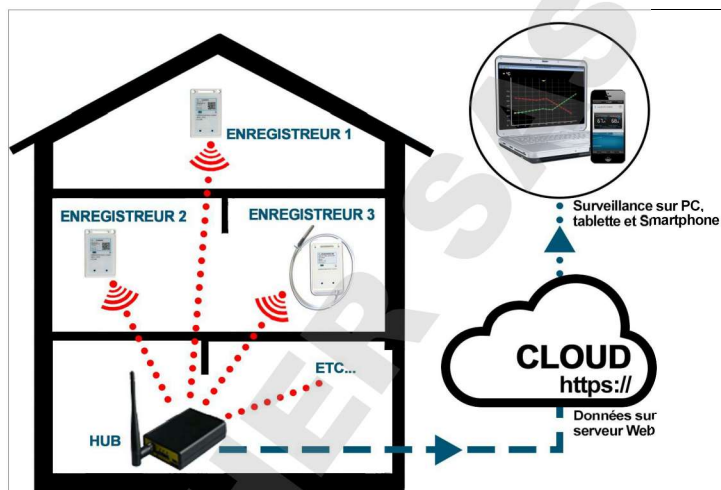 ENREGISTREUR 1
ENREGISTREUR 2
ENREGISTREUR 3
ETC...
HUB
Surveillance sur PC,
tablette et Smartphone
CLOUD
https://
Données sur
serveur Web